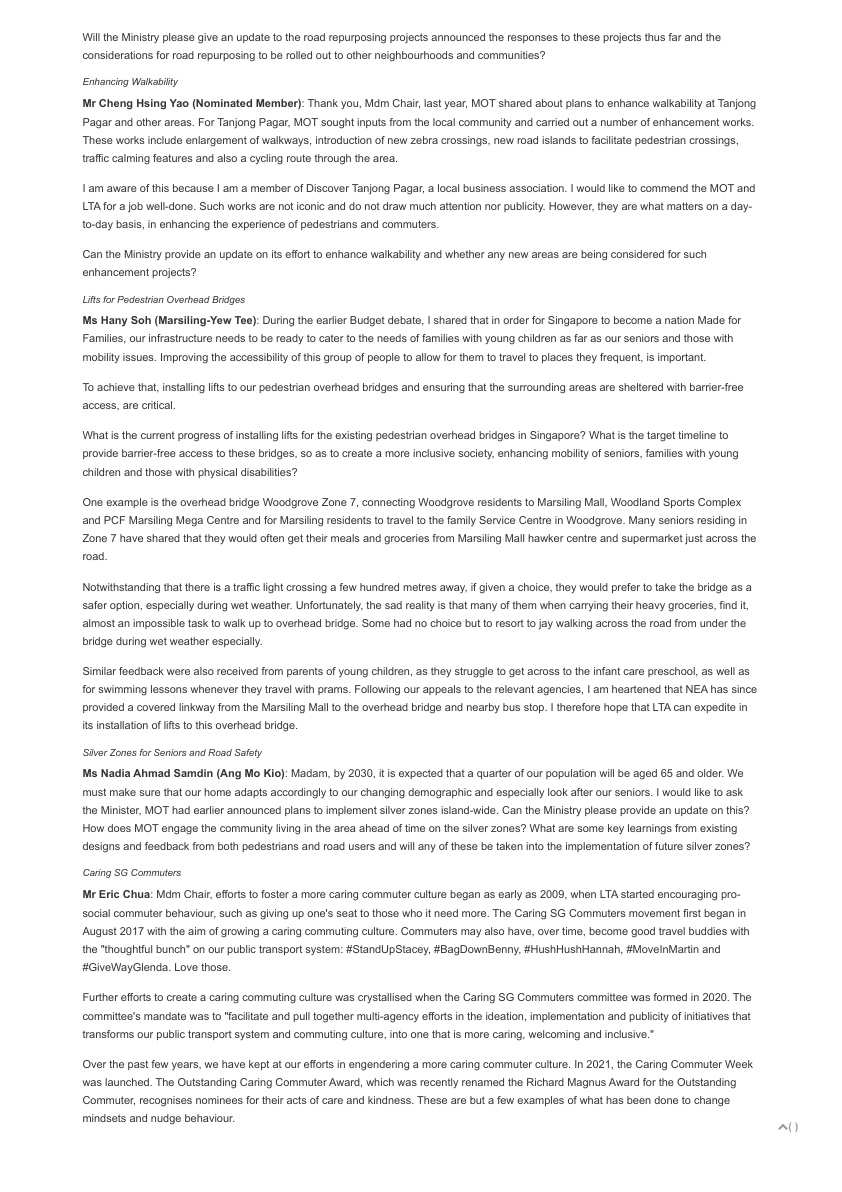 Will the Ministry please give an update to the road repurposing projects announced the responses to these projects thus far and the
considerations for road repurposing to be rolled out to other neighbourhoods and communities?
Enhancing Walkability
Mr Cheng Hsing Yao (Nominated Member): Thank you, Mdm Chair, last year, MOT shared about plans to enhance walkability at Tanjong
Pagar and other areas. For Tanjong Pagar, MOT sought inputs from the local community and carried out a number of enhancement works.
These works include enlargement of walkways, introduction of new zebra crossings, new road islands to facilitate pedestrian crossings,
traffic calming features and also a cycling route through the area.
I am aware of this because I am a member of Discover Tanjong Pagar, a local business association. I would like to commend the MOT and
LTA for a job well-done. Such works are not iconic and do not draw much attention nor publicity. However, they are what matters on a day-
to-day basis, in enhancing the experience of pedestrians and commuters.
Can the Ministry provide an update on its effort to enhance walkability and whether any new areas are being considered for such
enhancement projects?
Lifts for Pedestrian Overhead Bridges
Ms Hany Soh (Marsiling-Yew Tee): During the earlier Budget debate, I shared that in order for Singapore to become a nation Made for
Families, our infrastructure needs to be ready to cater to the needs of families with young children as far as our seniors and those with
mobility issues. Improving the accessibility of this group of people to allow for them to travel to places they frequent, is important.
To achieve that, installing lifts to our pedestrian overhead bridges and ensuring that the surrounding areas are sheltered with barrier-free
access, are critical.
What is the current progress of installing lifts for the existing pedestrian overhead bridges in Singapore? What is the target timeline to
provide barrier-free access to these bridges, so as to create a more inclusive society, enhancing mobility of seniors, families with young
children and those with physical disabilities?
One example is the overhead bridge Woodgrove Zone 7, connecting Woodgrove residents to Marsiling Mall, Woodland Sports Complex
and PCF Marsiling Mega Centre and for Marsiling residents to travel to the family Service Centre in Woodgrove. Many seniors residing in
Zone 7 have shared that they would often get their meals and groceries from Marsiling Mall hawker centre and supermarket just across the
road.
Notwithstanding that there is a traffic light crossing a few hundred metres away, if given a choice, they would prefer to take the bridge as a
safer option, especially during wet weather. Unfortunately, the sad reality is that many of them when carrying their heavy groceries, find it,
almost an impossible task to walk up to overhead bridge. Some had no choice but to resort to jay walking across the road from under the
bridge during wet weather especially.
Similar feedback were also received from parents of young children, as they struggle to get across to the infant care preschool, as well as
for swimming lessons whenever they travel with prams. Following our appeals to the relevant agencies, I am heartened that NEA has since
provided a covered linkway from the Marsiling Mall to the overhead bridge and nearby bus stop. I therefore hope that LTA can expedite in
its installation of lifts to this overhead bridge.
Silver Zones for Seniors and Road Safety
Ms Nadia Ahmad Samdin (Ang Mo Kio): Madam, by 2030, it is expected that a quarter of our population will be aged 65 and older. We
must make sure that our home adapts accordingly to our changing demographic and especially look after our seniors. I would like to ask
the Minister, MOT had earlier announced plans to implement silver zones island-wide. Can the Ministry please provide an update on this?
How does MOT engage the community living in the area ahead of time on the silver zones? What are some key learnings from existing
designs and feedback from both pedestrians and road users and will any of these be taken into the implementation of future silver zones?
Caring SG Commuters
Mr Eric Chua: Mdm Chair, efforts to foster a more caring commuter culture began as early as 2009, when LTA started encouraging pro-
social commuter behaviour, such as giving up one's seat to those who it need more. The Caring SG Commuters movement first began in
August 2017 with the aim of growing a caring commuting culture. Commuters may also have, over time, become good travel buddies with
the "thoughtful bunch" on our public transport system: #StandUpStacey, #BagDownBenny, #HushHushHannah, #MoveInMartin and
#GiveWayGlenda. Love those.
Further efforts to create a caring commuting culture was crystallised when the Caring SG Commuters committee was formed in 2020. The
committee's mandate was to "facilitate and pull together multi-agency efforts in the ideation, implementation and publicity of initiatives that
transforms our public transport system and commuting culture, into one that is more caring, welcoming and inclusive."
Over the past few years, we have kept at our efforts in engendering a more caring commuter culture. In 2021, the Caring Commuter Week
was launched. The Outstanding Caring Commuter Award, which was recently renamed the Richard Magnus Award for the Outstanding
Commuter, recognises nominees for their acts of care and kindness. These are but a few examples of what has been done to change
mindsets and nudge behaviour.
( )